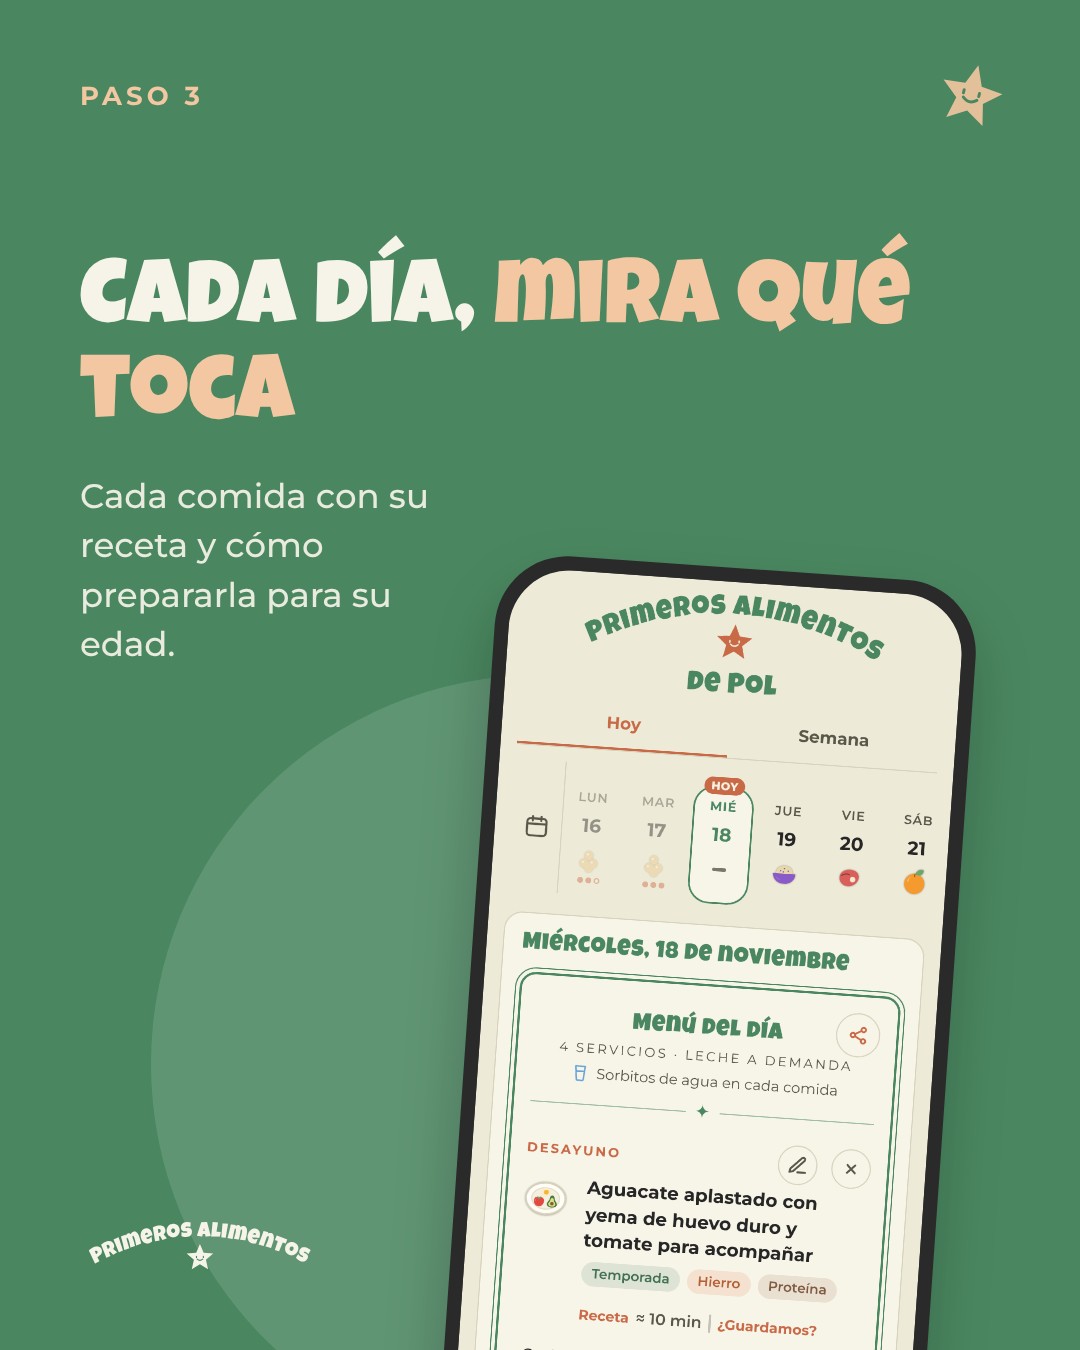 PASO 3
CADA DÍA, MIRA QUÉ
TOCA
Cada comida con su
receta y cómo
prepararla para su
edad.
PRIMEROS ALIMENTOS
DE POL
Hoy
Semana
HOY
LUN MAR MIÉ JUE VIE SÁB
16 17 18 19 20 21
Miércoles, 18 de noviembre
Menú del día
4 SERVICIOS · LECHE A DEMANDA
Sorbitos de agua en cada comida
DESAYUNO
Aguacate aplastado con
yema de huevo duro y
tomate para acompañar
Temporada Hierro Proteína
Receta ≈ 10 min | ¿Guardamos?
PRIMEROS ALIMENTOS